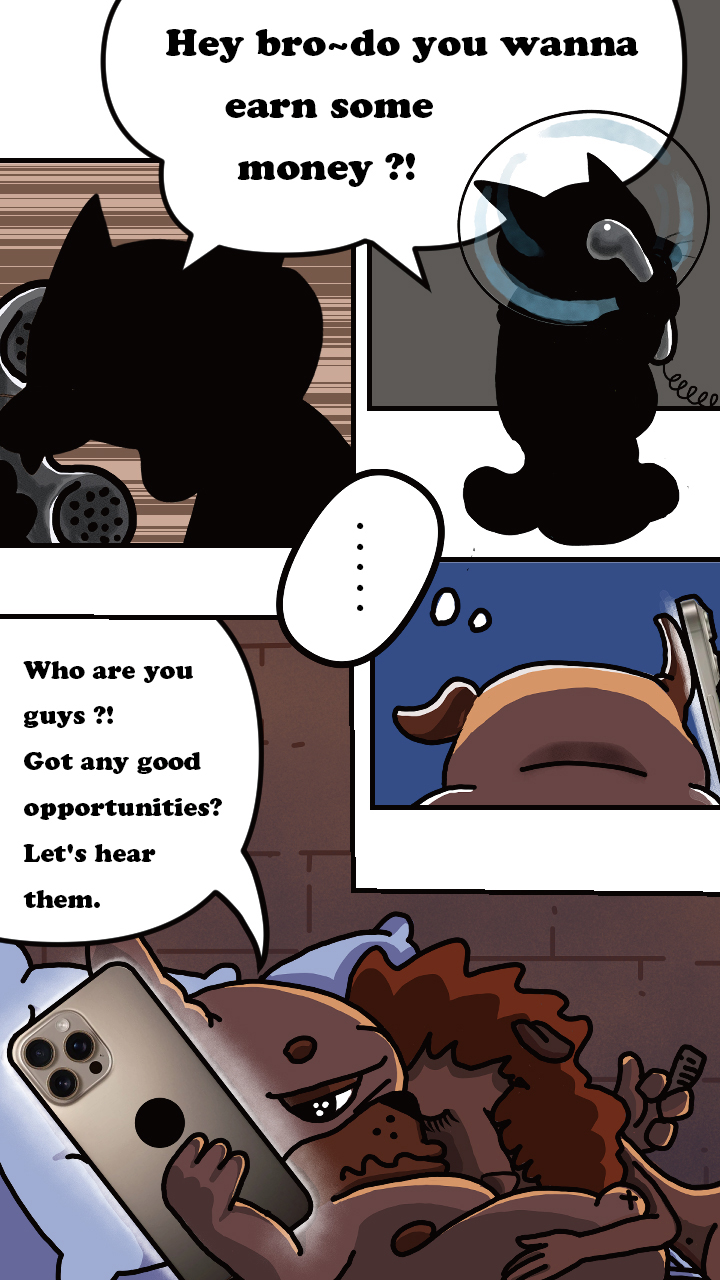 Hey bro~do you wanna
earn some
money ?!
......
Who are you
guys ?!
Got any good
opportunities?
Let's hear
them.